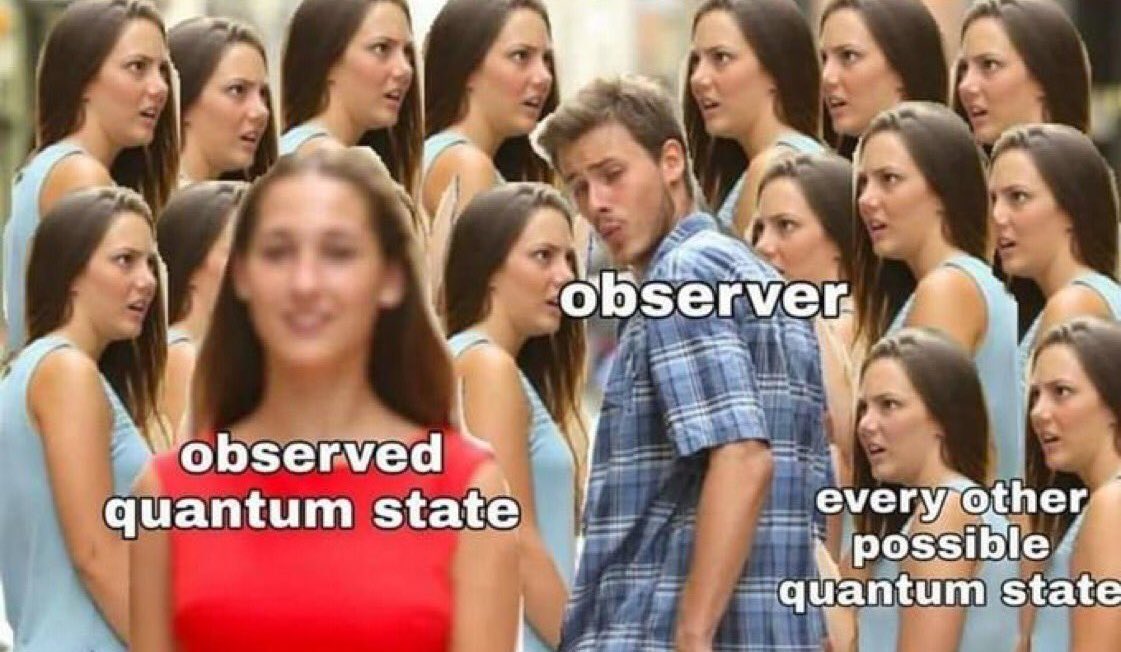 observer
observed
quantum state
every other
possible
quantum state